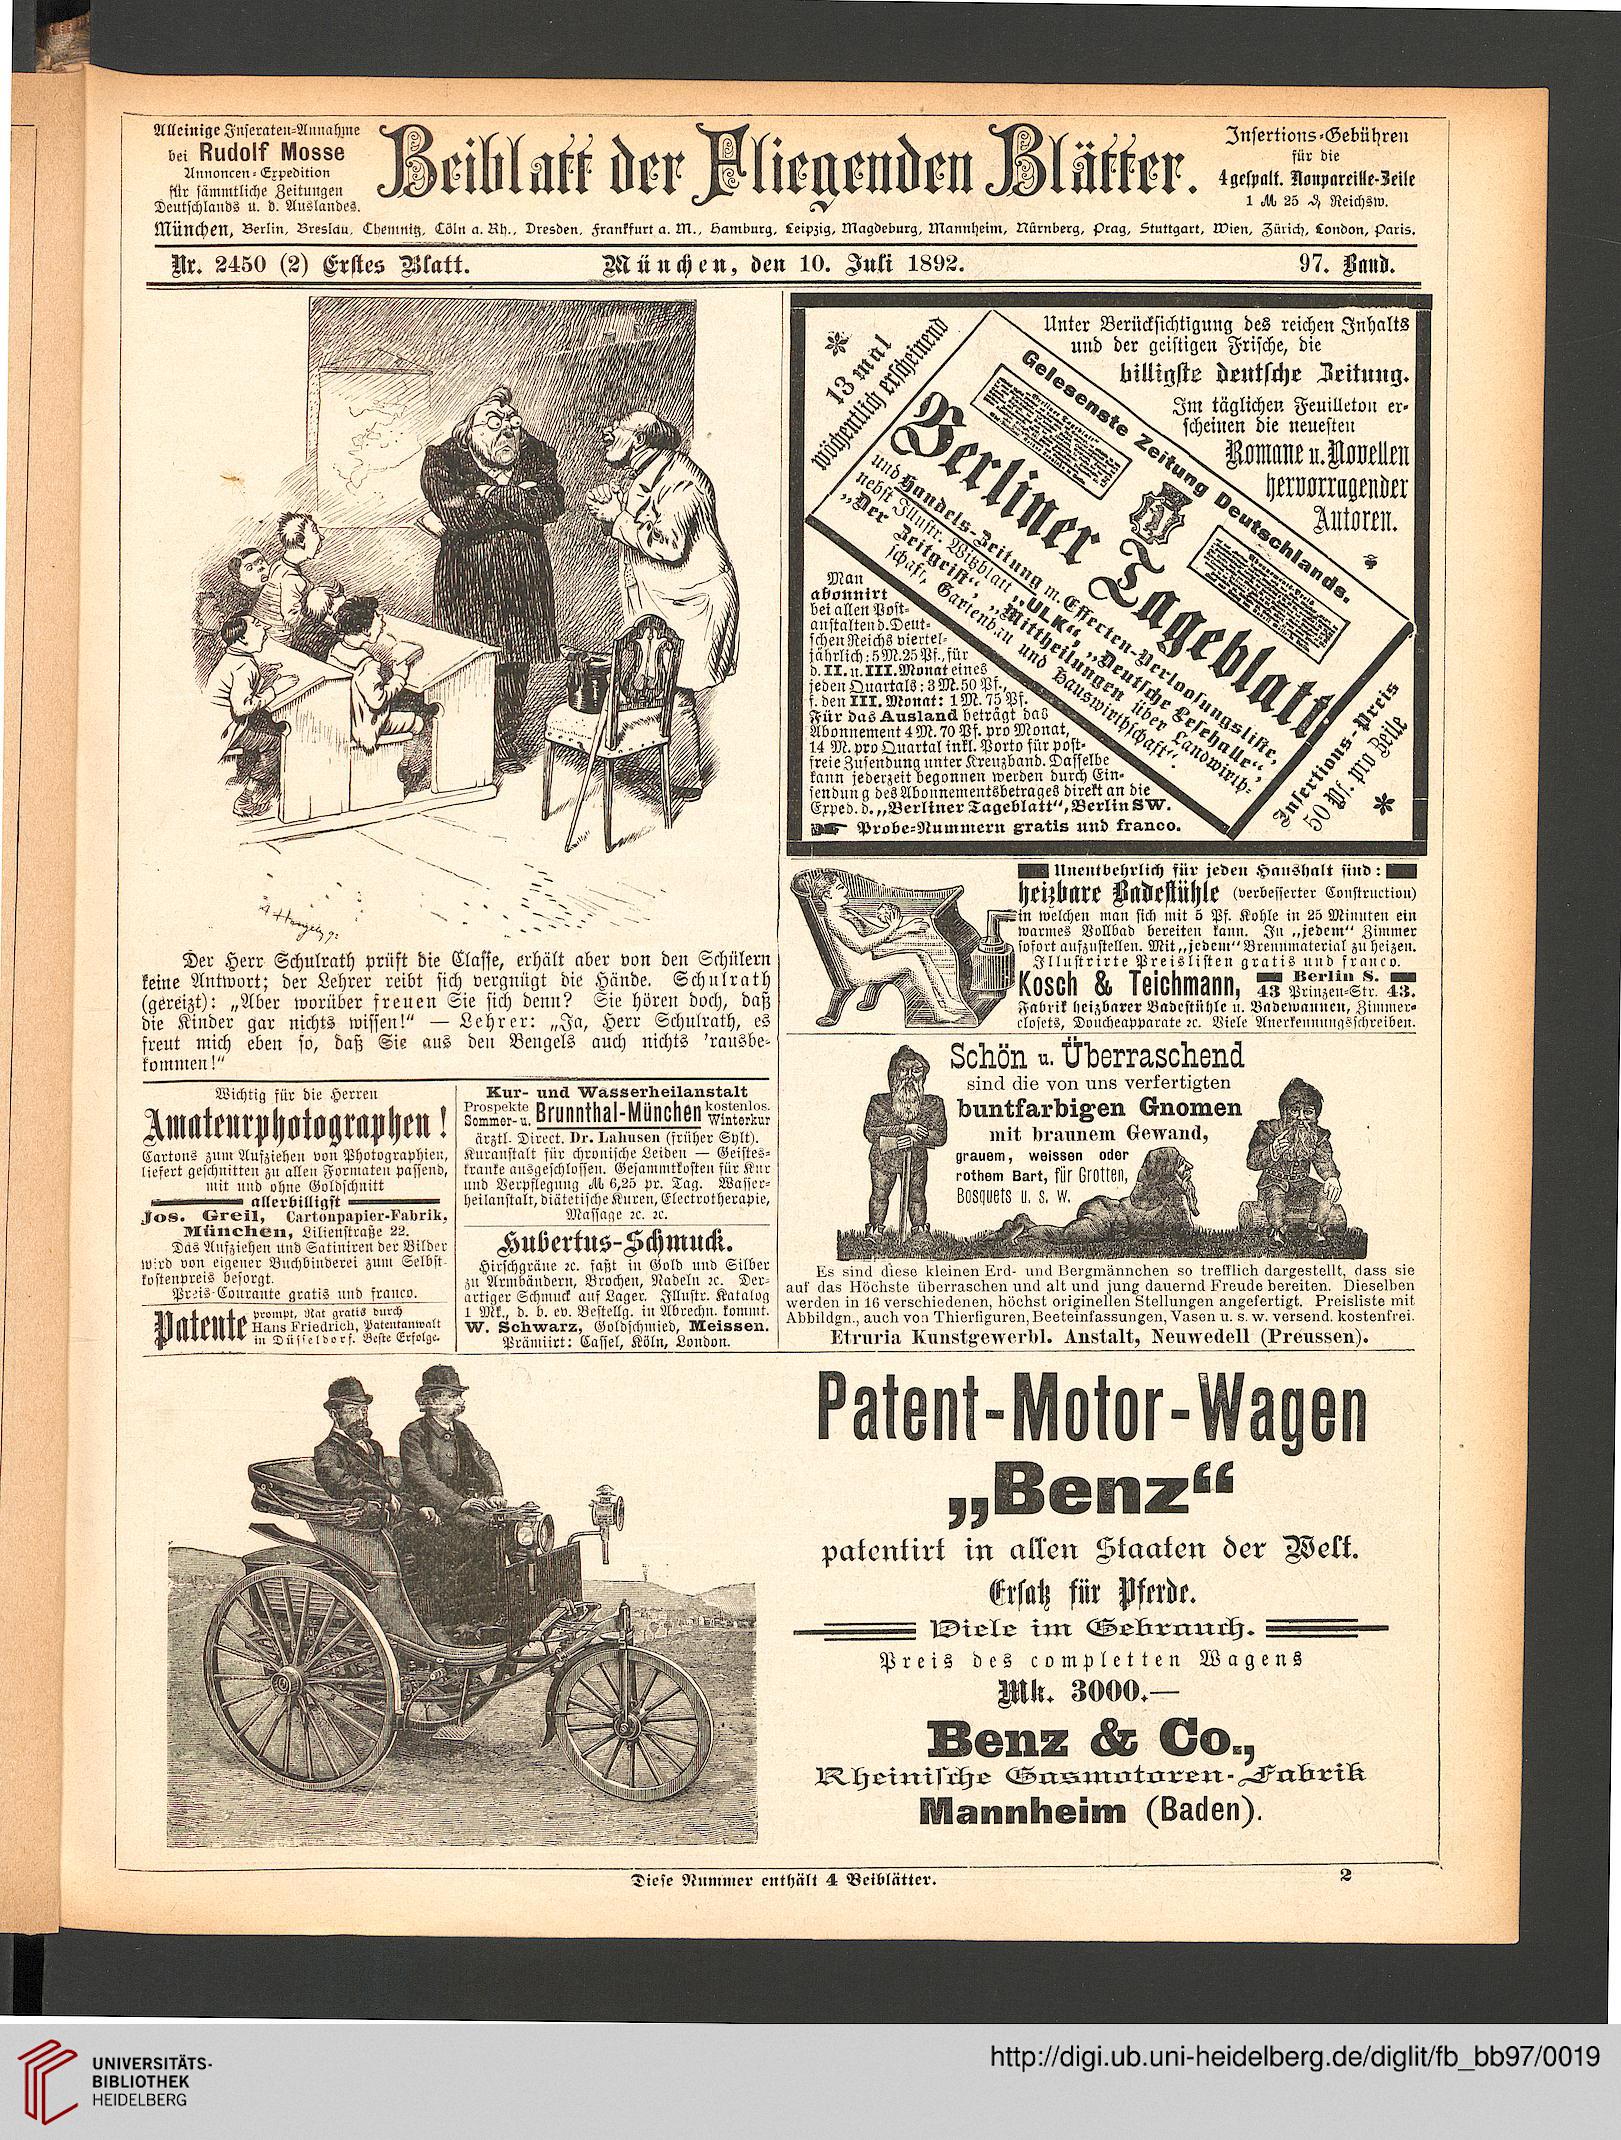 Alleinige Inseraten-Annahme
bei Rudolf Mosse
Annoncen-Expedition
für sämmtliche Zeitungen
Deutschlands u. d. Auslandes.
Beiblatt der Fliegenden Blätter.
Insertions-Gebühren
für die
4gespalt. Nonpareille-Zeile
1 ℳ 25 ₰ Reichsw.
München, Berlin, Breslau, Chemnitz, Cöln a. Rh., Dresden, Frankfurt a. M., Hamburg, Leipzig, Magdeburg, Mannheim, Nürnberg, Prag, Stuttgart, Wien, Zürich, London, Paris.
Nr. 2450 (2) Erstes Blatt. München, den 10. Juli 1892. 97. Band.
Der Herr Schulrath prüft die Classe, erhält aber von den Schülern
keine Antwort; der Lehrer reibt sich vergnügt die Hände. Schulrath
(gereizt): „Aber worüber freuen Sie sich denn? Sie hören doch, daß
die Kinder gar nichts wissen!“ — Lehrer: „Ja, Herr Schulrath, es
freut mich eben so, daß Sie aus den Bengels auch nichts 'rausbe-
kommen!“
Wichtig für die Herren
Amateurphotographen!
Cartons zum Aufziehen von Photographien,
liefert geschnitten zu allen Formaten passend,
mit und ohne Goldschnitt
allerbilligst
Jos. Greil, Cartonpapier-Fabrik,
München, Lilienstraße 22.
Das Aufziehen und Satiniren der Bilder
wird von eigener Buchbinderei zum Selbst-
kostenpreis besorgt.
Preis-Courante gratis und franco.
Patente
prompt, Rat gratis durch
Hans Friedrich, Patentanwalt
in Düsseldorf. Beste Erfolge.
Kur- und Wasserheilanstalt
Prospekte Brunnthal-München kostenlos.
Sommer- u. Winterkur
ärztl. Direct. Dr. Lahusen (früher Sylt).
Kuranstalt für chronische Leiden — Geistes-
kranke ausgeschlossen. Gesammtkosten für Kur
und Verpflegung ℳ 6,25 pr. Tag. Wasser-
heilanstalt, diätetische Kuren, Electrotherapie,
Massage ꝛc. ꝛc.
Hubertus-Schmuck.
Hirschgräne ꝛc. faßt in Gold und Silber
zu Armbändern, Brochen, Nadeln ꝛc. Der-
artiger Schmuck auf Lager. Illustr. Katalog
1 Mk., d. b. ev. Bestellg. in Abrechn. kommt.
W. Schwarz, Goldschmied, Meissen.
Prämiirt: Cassel, Köln, London.
13 mal
wöchentlich erscheinend
Unter Berücksichtigung des reichen Inhalts
und der geistigen Frische, die
billigste deutsche Zeitung.
Im täglichen Feuilleton er-
scheinen die neuesten
Romane u. Novellen
hervorragender
Autoren.
Gelesenste Zeitung Deutschlands.
Berliner Tageblatt
und Handels-Zeitung m. Effecten-Verloosungsliste,
nebst Illustr. Witzblatt „ULK“, „Deutsche Lesehalle“,
„Der Zeitgeist“, „Mittheilungen über Landwirth-
schaft, Gartenbau und Hauswirthschaft“.
Man
abonnirt
bei allen Post-
anstalten d. Deut-
schen Reichs viertel-
jährlich: 5 M. 25 Pf., für
d. II. u. III. Monat eines
jeden Quartals: 3 M. 50 Pf.,
f. den III. Monat: 1 M. 75 Pf.
Für das Ausland beträgt das
Abonnement 4 M. 70 Pf. pro Monat,
14 M. pro Quartal inkl. Porto für post-
freie Zusendung unter Kreuzband. Dasselbe
kann jederzeit begonnen werden durch Ein-
sendung des Abonnementsbetrages direkt an die
Exped. d. „Berliner Tageblatt“, Berlin SW.
Probe-Nummern gratis und franco.
Insertions-Preis
50 Pf. pro Zeile
Unentbehrlich für jeden Haushalt sind:
heizbare Badestühle (verbesserter Construction)
in welchen man sich mit 5 Pf. Kohle in 25 Minuten ein
warmes Vollbad bereiten kann. In „jedem“ Zimmer
sofort aufzustellen. Mit „jedem“ Brennmaterial zu heizen.
Illustrirte Preislisten gratis und franco.
Kosch & Teichmann, Berlin S.
43 Prinzen-Str. 43.
Fabrik heizbarer Badestühle u. Badewannen, Zimmer-
closets, Doucheapparate ꝛc. Viele Anerkennungsschreiben.
Schön u. Überraschend
sind die von uns verfertigten
buntfarbigen Gnomen
mit braunem Gewand,
grauem, weissen oder
rothem Bart, für Grotten,
Bosquets u. s. w.
Es sind diese kleinen Erd- und Bergmännchen so trefflich dargestellt, dass sie
auf das Höchste überraschen und alt und jung dauernd Freude bereiten. Dieselben
werden in 16 verschiedenen, höchst originellen Stellungen angefertigt. Preisliste mit
Abbildgn., auch von Thierfiguren, Beeteinfassungen, Vasen u. s. w. versend. kostenfrei.
Etruria Kunstgewerbl. Anstalt, Neuwedell (Preussen).
Patent-Motor-Wagen
„Benz“
patentirt in allen Staaten der Welt.
Ersatz für Pferde.
Viele im Gebrauch.
Preis des completten Wagens
Mk. 3000.—
Benz & Co.,
Rheinische Gasmotoren-Fabrik
Mannheim (Baden).
Diese Nummer enthält 4 Beiblätter.
2
UNIVERSITÄTS-
BIBLIOTHEK
HEIDELBERG
http://digi.ub.uni-heidelberg.de/diglit/fb_bb97/0019